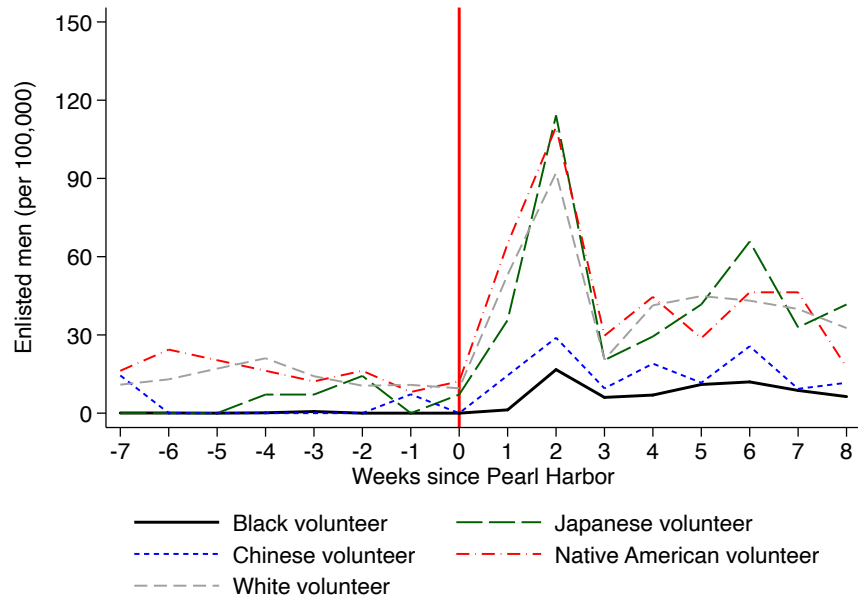 Enlisted men (per 100,000)
150
120
90
60
30
0
-7 -6 -5 -4 -3 -2 -1 0 1 2 3 4 5 6 7 8
Weeks since Pearl Harbor
Black volunteer Japanese volunteer
Chinese volunteer Native American volunteer
White volunteer